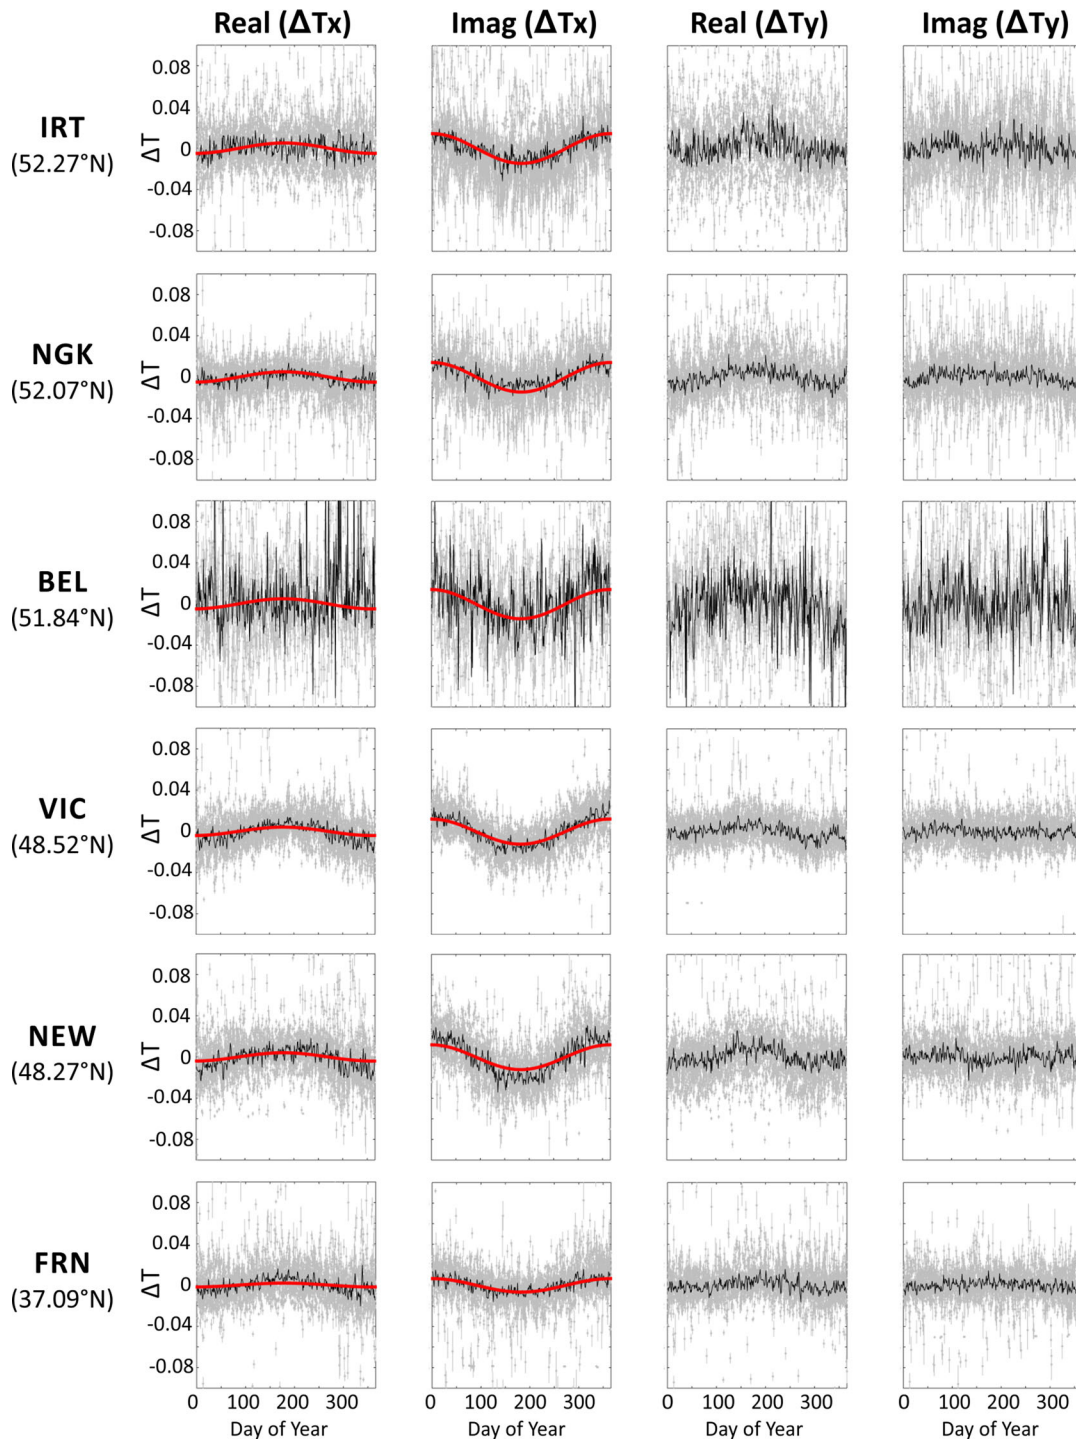 Real (ΔTx) Imag (ΔTx) Real (ΔTy) Imag (ΔTy)
IRT
(52.27°N)
ΔT
0.08
0.04
0
-0.04
-0.08
NGK
(52.07°N)
ΔT
0.08
0.04
0
-0.04
-0.08
BEL
(51.84°N)
ΔT
0.08
0.04
0
-0.04
-0.08
VIC
(48.52°N)
ΔT
0.08
0.04
0
-0.04
-0.08
NEW
(48.27°N)
ΔT
0.08
0.04
0
-0.04
-0.08
FRN
(37.09°N)
ΔT
0.08
0.04
0
-0.04
-0.08
0 100 200 300 0 100 200 300 0 100 200 300 0 100 200 300
Day of Year Day of Year Day of Year Day of Year